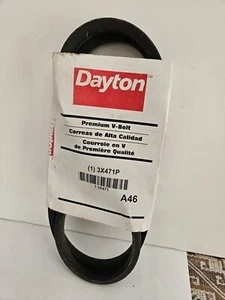 Dayton
Premium V-Belt
Correas de Alta Calidad
Courroie en V
de Première Qualité
(1) 3X471P
A46